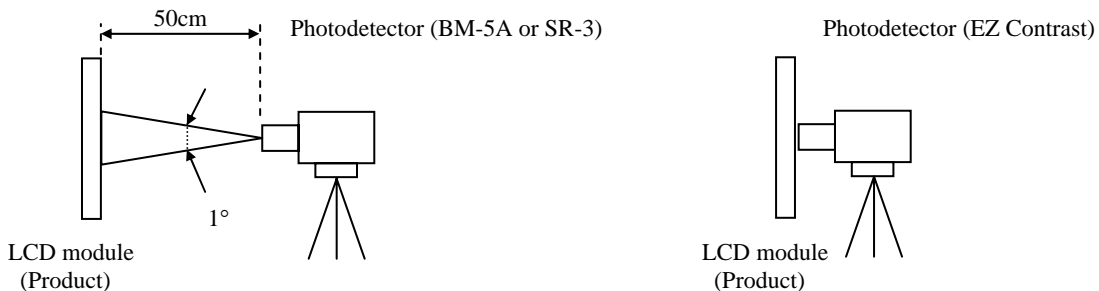 50cm
Photodetector (BM-5A or SR-3)
1°
LCD module
(Product)
Photodetector (EZ Contrast)
LCD module
(Product)